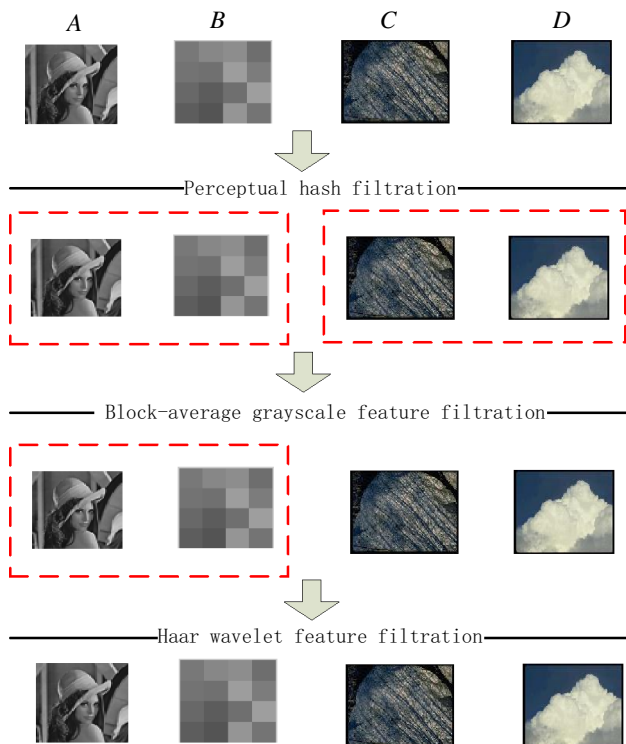 A B C D
Perceptual hash filtration
Block-average grayscale feature filtration
Haar wavelet feature filtration